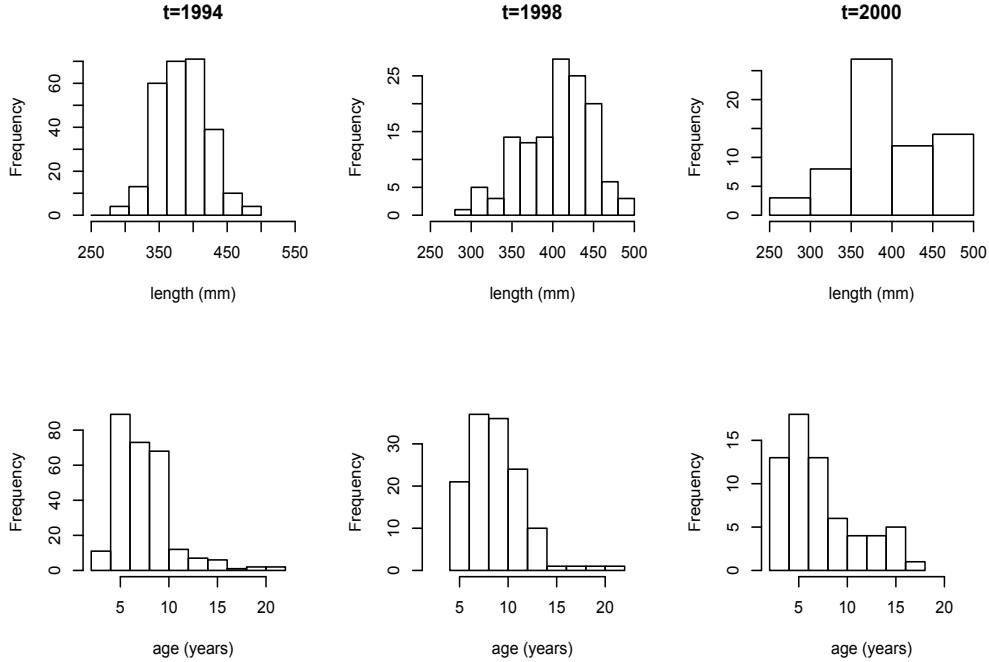 t=1994
t=1998
t=2000
Frequency
0 20 40 60
250 350 450 550
length (mm)
Frequency
0 5 15 25
250 300 350 400 450 500
length (mm)
Frequency
0 5 10 20
250 300 350 400 450 500
length (mm)
Frequency
0 20 40 60 80
5 10 15 20
age (years)
Frequency
0 10 20 30
5 10 15 20
age (years)
Frequency
0 5 10 15
5 10 15 20
age (years)